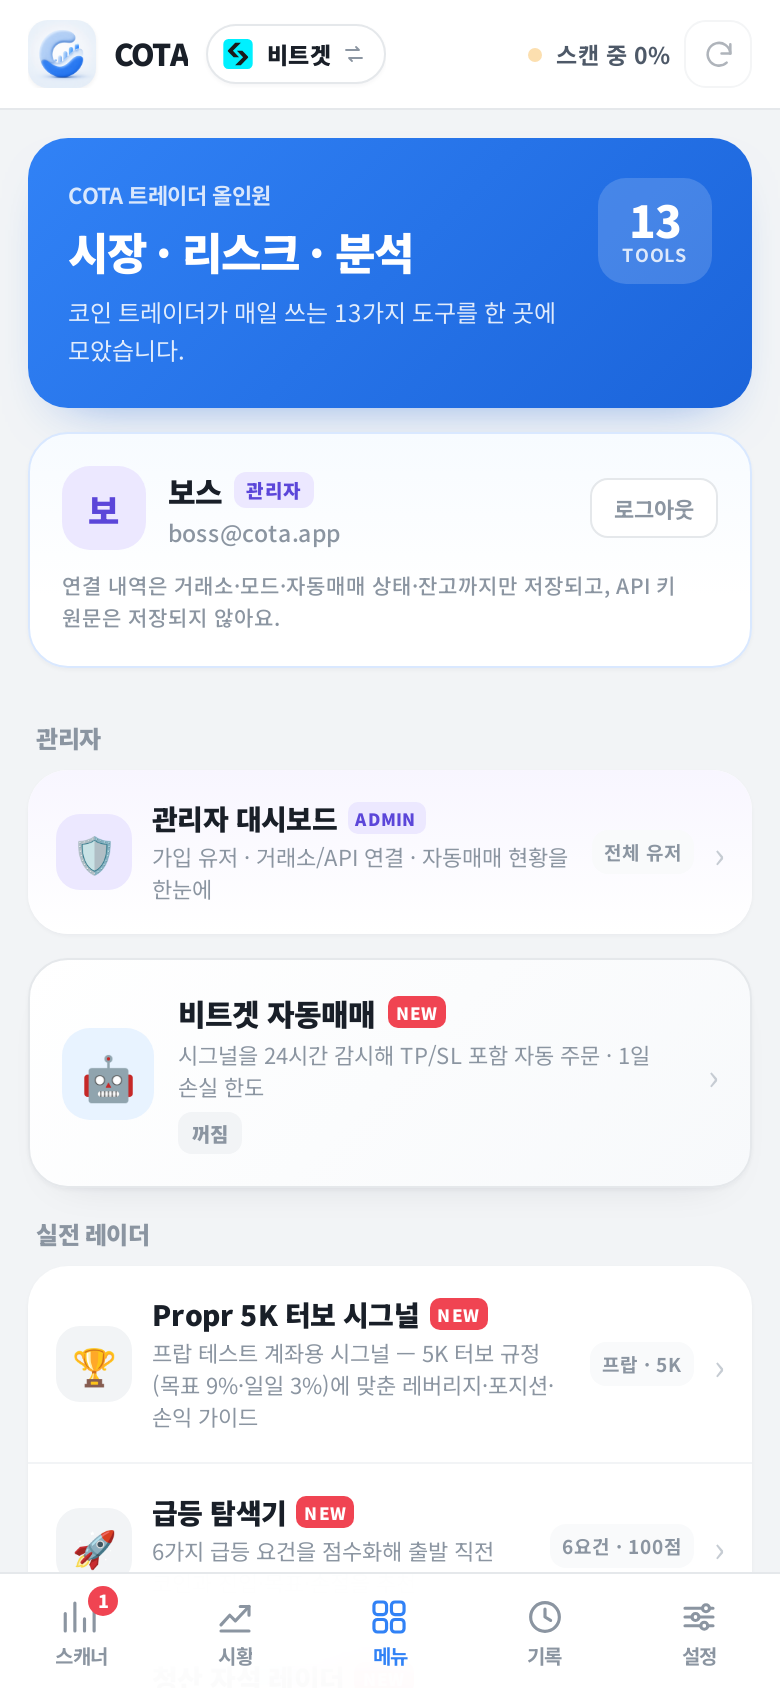 COTA 비트겟 스캔 중 0%
COTA 트레이더 올인원
시장 · 리스크 · 분석
13
TOOLS
코인 트레이더가 매일 쓰는 13가지 도구를 한 곳에
모았습니다.
보
보스 관리자
boss@cota.app
로그아웃
연결 내역은 거래소·모드·자동매매 상태·잔고까지만 저장되고, API 키
원문은 저장되지 않아요.
관리자
관리자 대시보드 ADMIN
가입 유저 · 거래소/API 연결 · 자동매매 현황을
한눈에
전체 유저
비트겟 자동매매 NEW
시그널을 24시간 감시해 TP/SL 포함 자동 주문 · 1일
손실 한도
꺼짐
실전 레이더
Propr 5K 터보 시그널 NEW
프랍 테스트 계좌용 시그널 — 5K 터보 규정
(목표 9%·일일 3%)에 맞춘 레버리지·포지션·
손익 가이드
프랍 · 5K
급등 탐색기 NEW
6가지 급등 요건을 점수화해 출발 직전
6요건 · 100점
1
스캐너 시황 메뉴 기록 설정